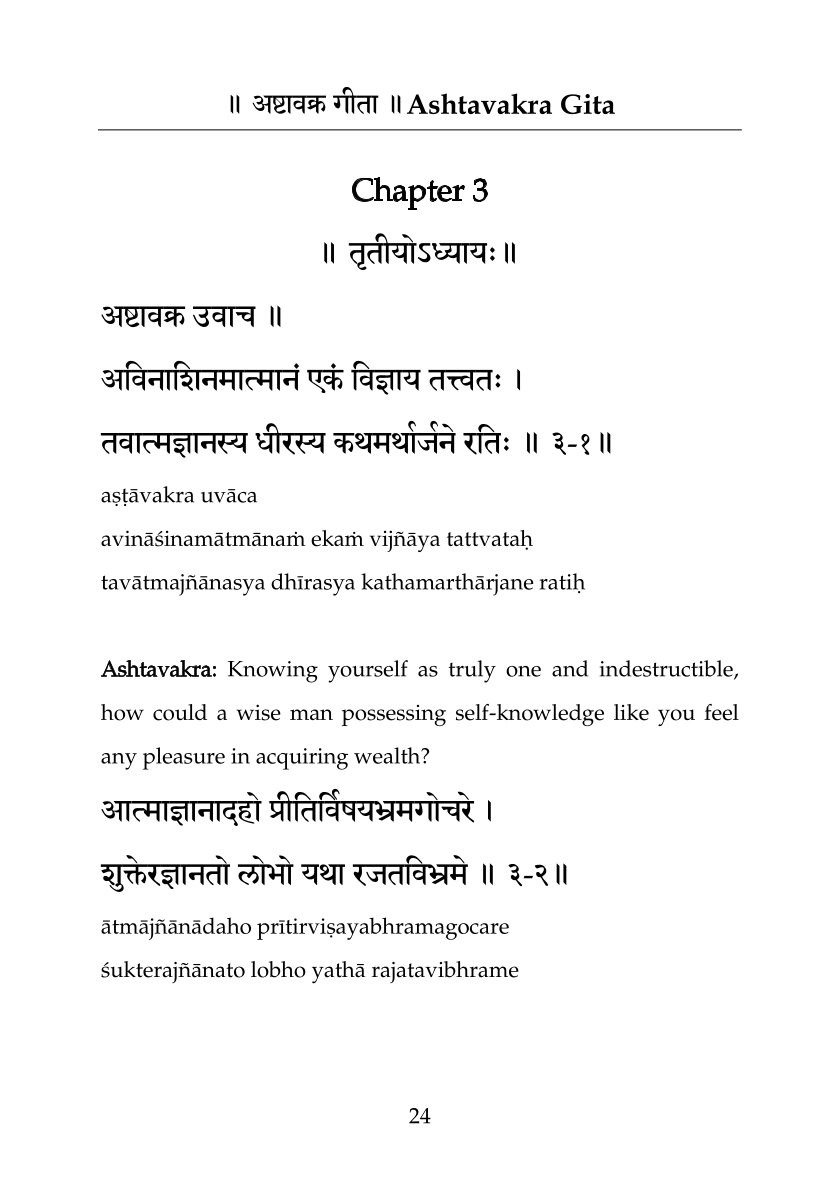 ॥ अष्टावक्र गीता ॥ Ashtavakra Gita
Chapter 3
॥ तृतीयोऽध्यायः॥
अष्टावक्र उवाच ॥
अविनाशिनमात्मानं एकं विज्ञाय तत्त्वतः ।
तवात्मज्ञानस्य धीरस्य कथमर्थार्जने रतिः ॥ ३-१॥
aṣṭāvakra uvāca
avināśinamātmānaṁ ekaṁ vijñāya tattvataḥ
tavātmajñānasya dhīrasya kathamarthārjane ratiḥ
Ashtavakra: Knowing yourself as truly one and indestructible,
how could a wise man possessing self-knowledge like you feel
any pleasure in acquiring wealth?
आत्माज्ञानादहो प्रीतिर्विषयभ्रमगोचरे ।
शुक्तेरज्ञानतो लोभो यथा रजतविभ्रमे ॥ ३-२॥
ātmājñānādaho prītirviṣayabhramagocare
śukterajñānato lobho yathā rajatavibhrame
24